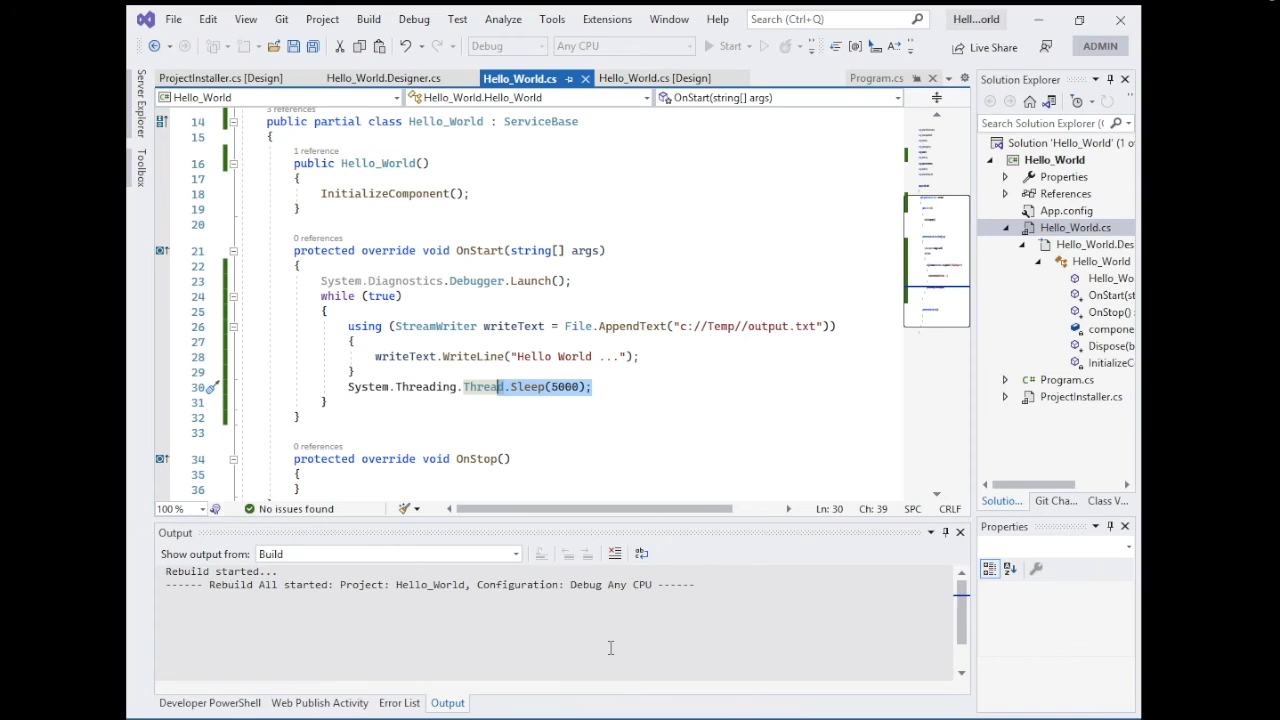 File Edit View Git Project Build Debug Test Analyze Tools Extensions Window Help Search (Ctrl+Q) Hell...orld
Debug Any CPU Start Live Share ADMIN
ProjectInstaller.cs [Design] Hello_World.Designer.cs Hello_World.cs Hello_World.cs [Design] Program.cs
Hello_World Hello_World.Hello_World OnStart(string[] args)
Server Explorer
Toolbox
3 references
14 public partial class Hello_World : ServiceBase
15 {
1 reference
16 public Hello_World()
17 {
18 InitializeComponent();
19 }
20
0 references
21 protected override void OnStart(string[] args)
22 {
23 System.Diagnostics.Debugger.Launch();
24 while (true)
25 {
26 using (StreamWriter writeText = File.AppendText("c://Temp//output.txt"))
27 {
28 writeText.WriteLine("Hello World ...");
29 }
30 System.Threading.Thread.Sleep(5000);
31 }
32 }
33
0 references
34 protected override void OnStop()
35 {
36 }
100 % No issues found Ln: 30 Ch: 39 SPC CRLF
Output
Show output from: Build
Rebuild started...
------ Rebuild All started: Project: Hello_World, Configuration: Debug Any CPU ------
Developer PowerShell Web Publish Activity Error List Output
Solution Explorer
Search Solution Explorer (
Solution 'Hello_World' (1 o
Hello_World
Properties
References
App.config
Hello_World.cs
Hello_World.Des
Hello_World
Hello_Wo
OnStart(st
OnStop()
compone
Dispose(b
InitializeC
Program.cs
ProjectInstaller.cs
Solutio... Git Cha... Class V...
Properties